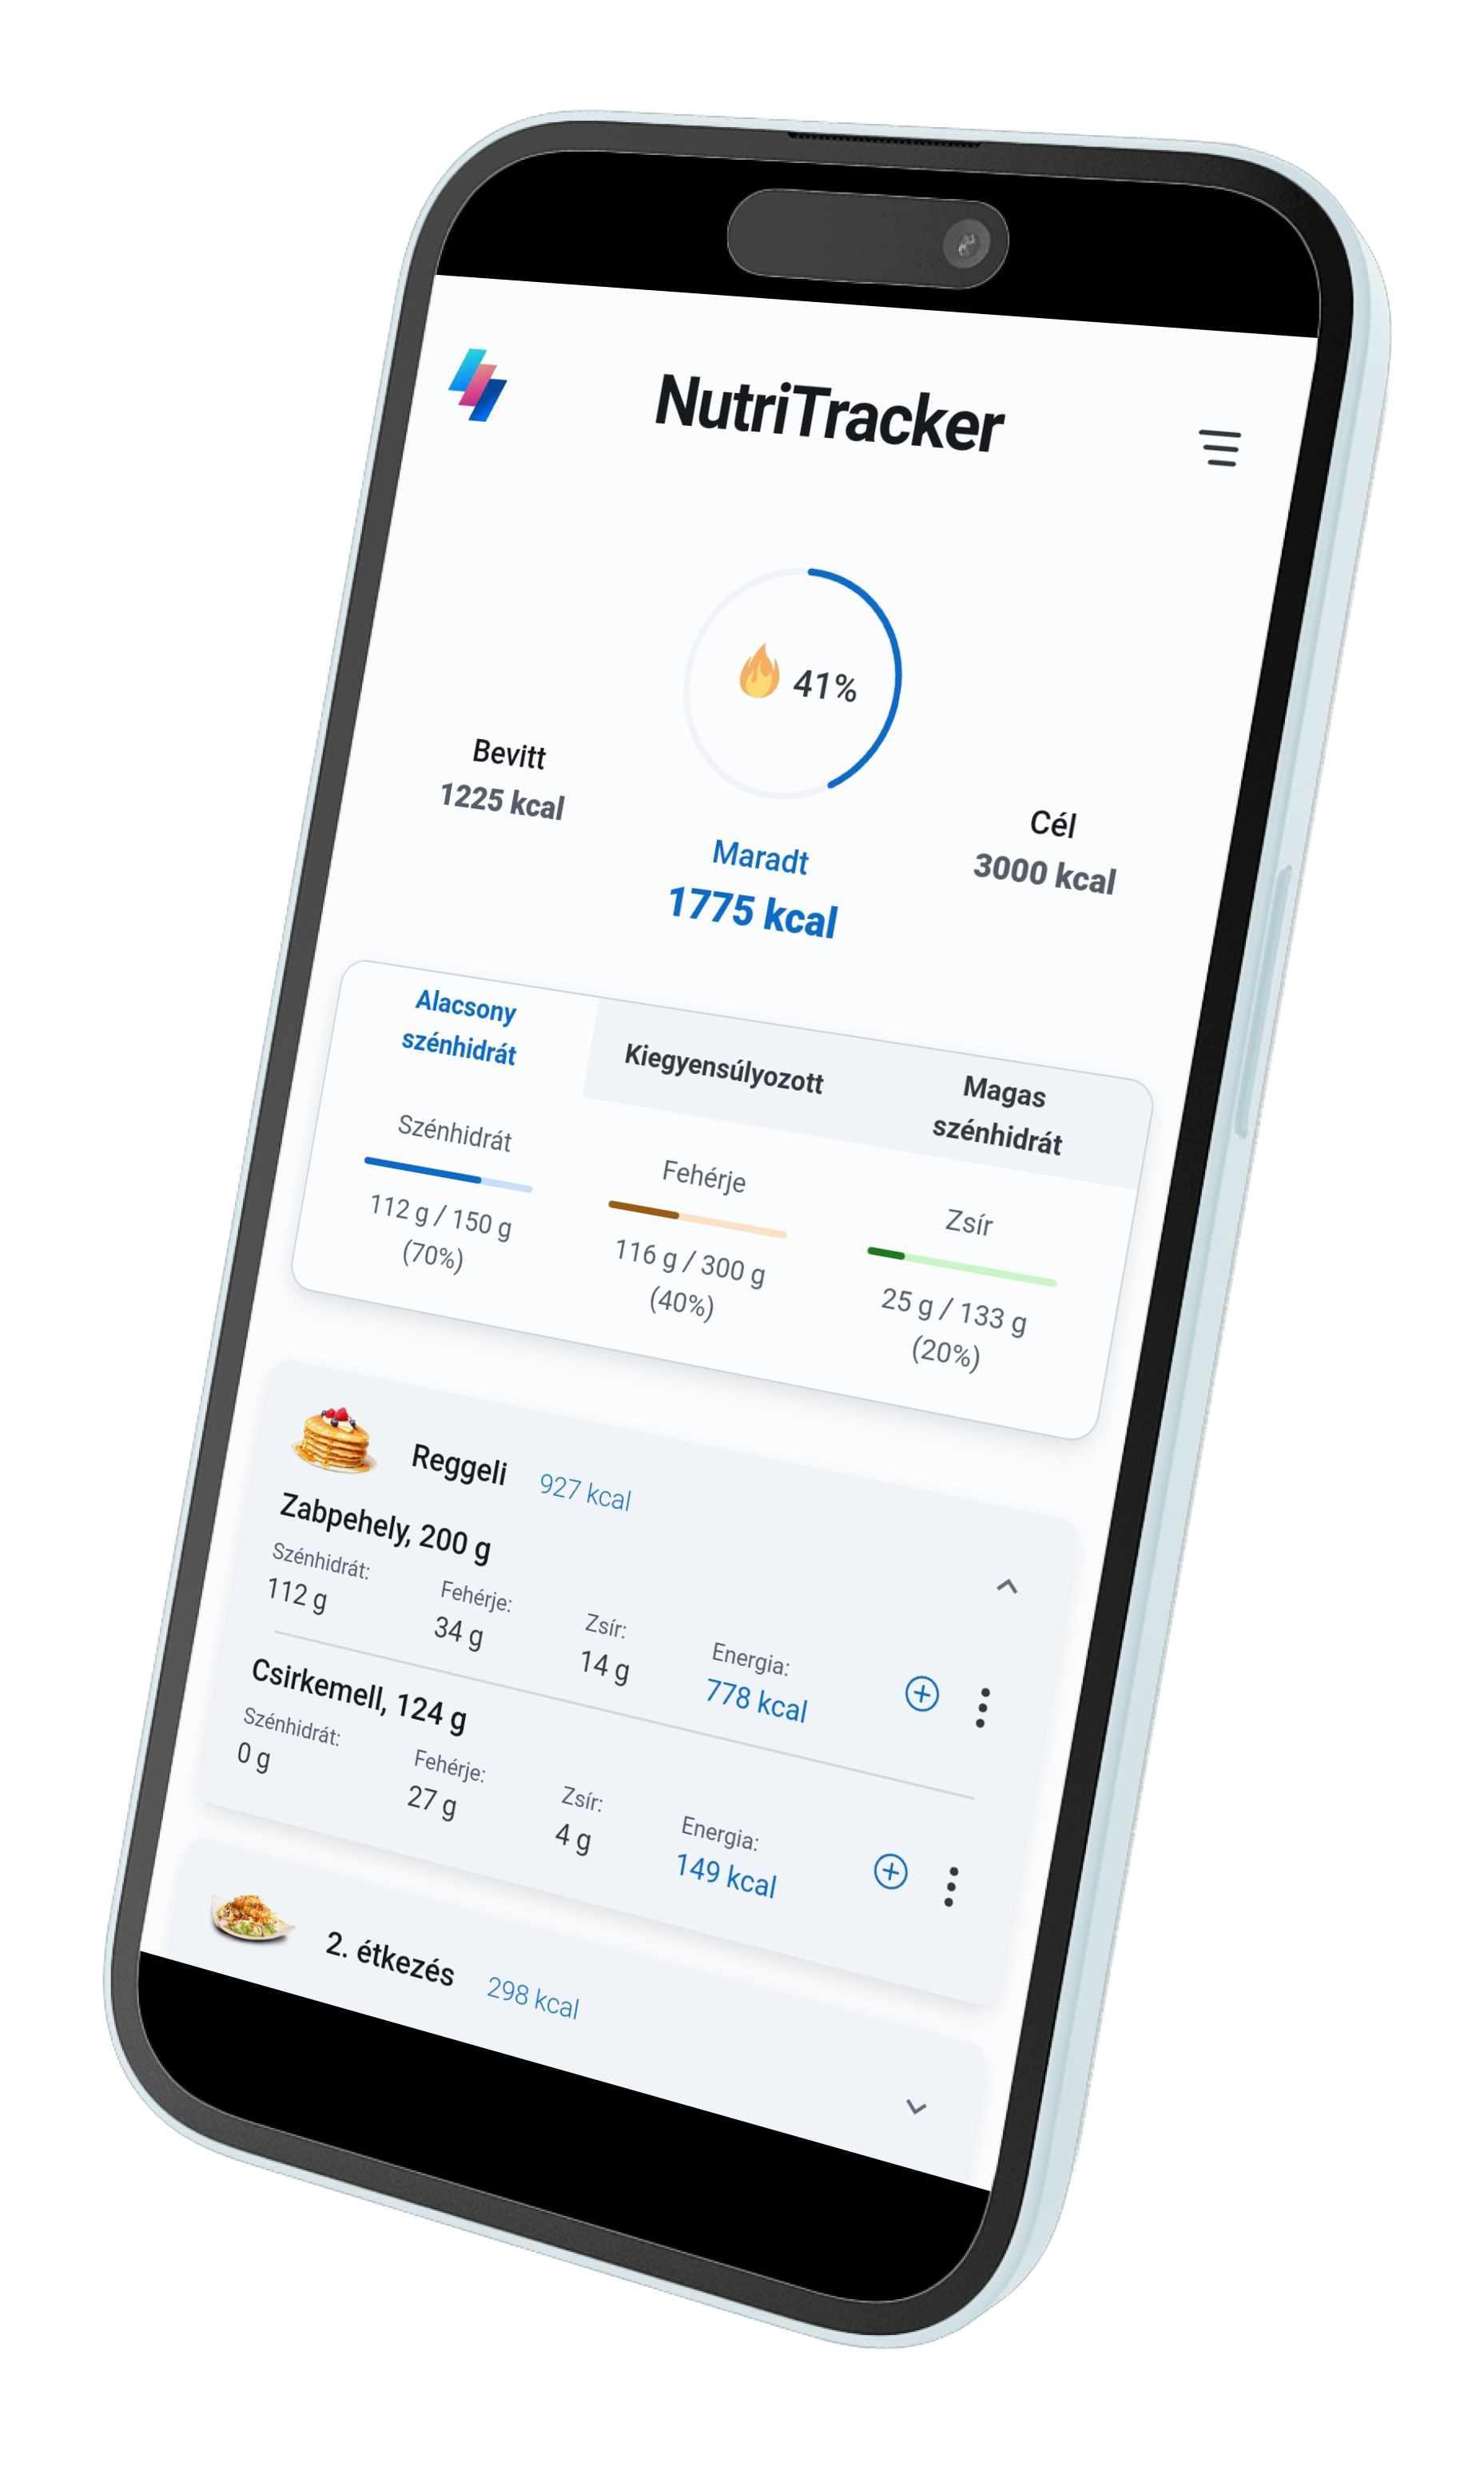 NutriTracker
41%
Bevitt
1225 kcal
Maradt
1775 kcal
Cél
3000 kcal
Alacsony
szénhidrát
Kiegyensúlyozott
Magas
szénhidrát
Szénhidrát
112 g / 150 g
(70%)
Fehérje
116 g / 300 g
(40%)
Zsír
25 g / 133 g
(20%)
Reggeli 927 kcal
Zabpehely, 200 g
Szénhidrát: Fehérje: Zsír: Energia:
112 g 34 g 14 g 778 kcal
Csirkemell, 124 g
Szénhidrát: Fehérje: Zsír: Energia:
0 g 27 g 4 g 149 kcal
2. étkezés 298 kcal